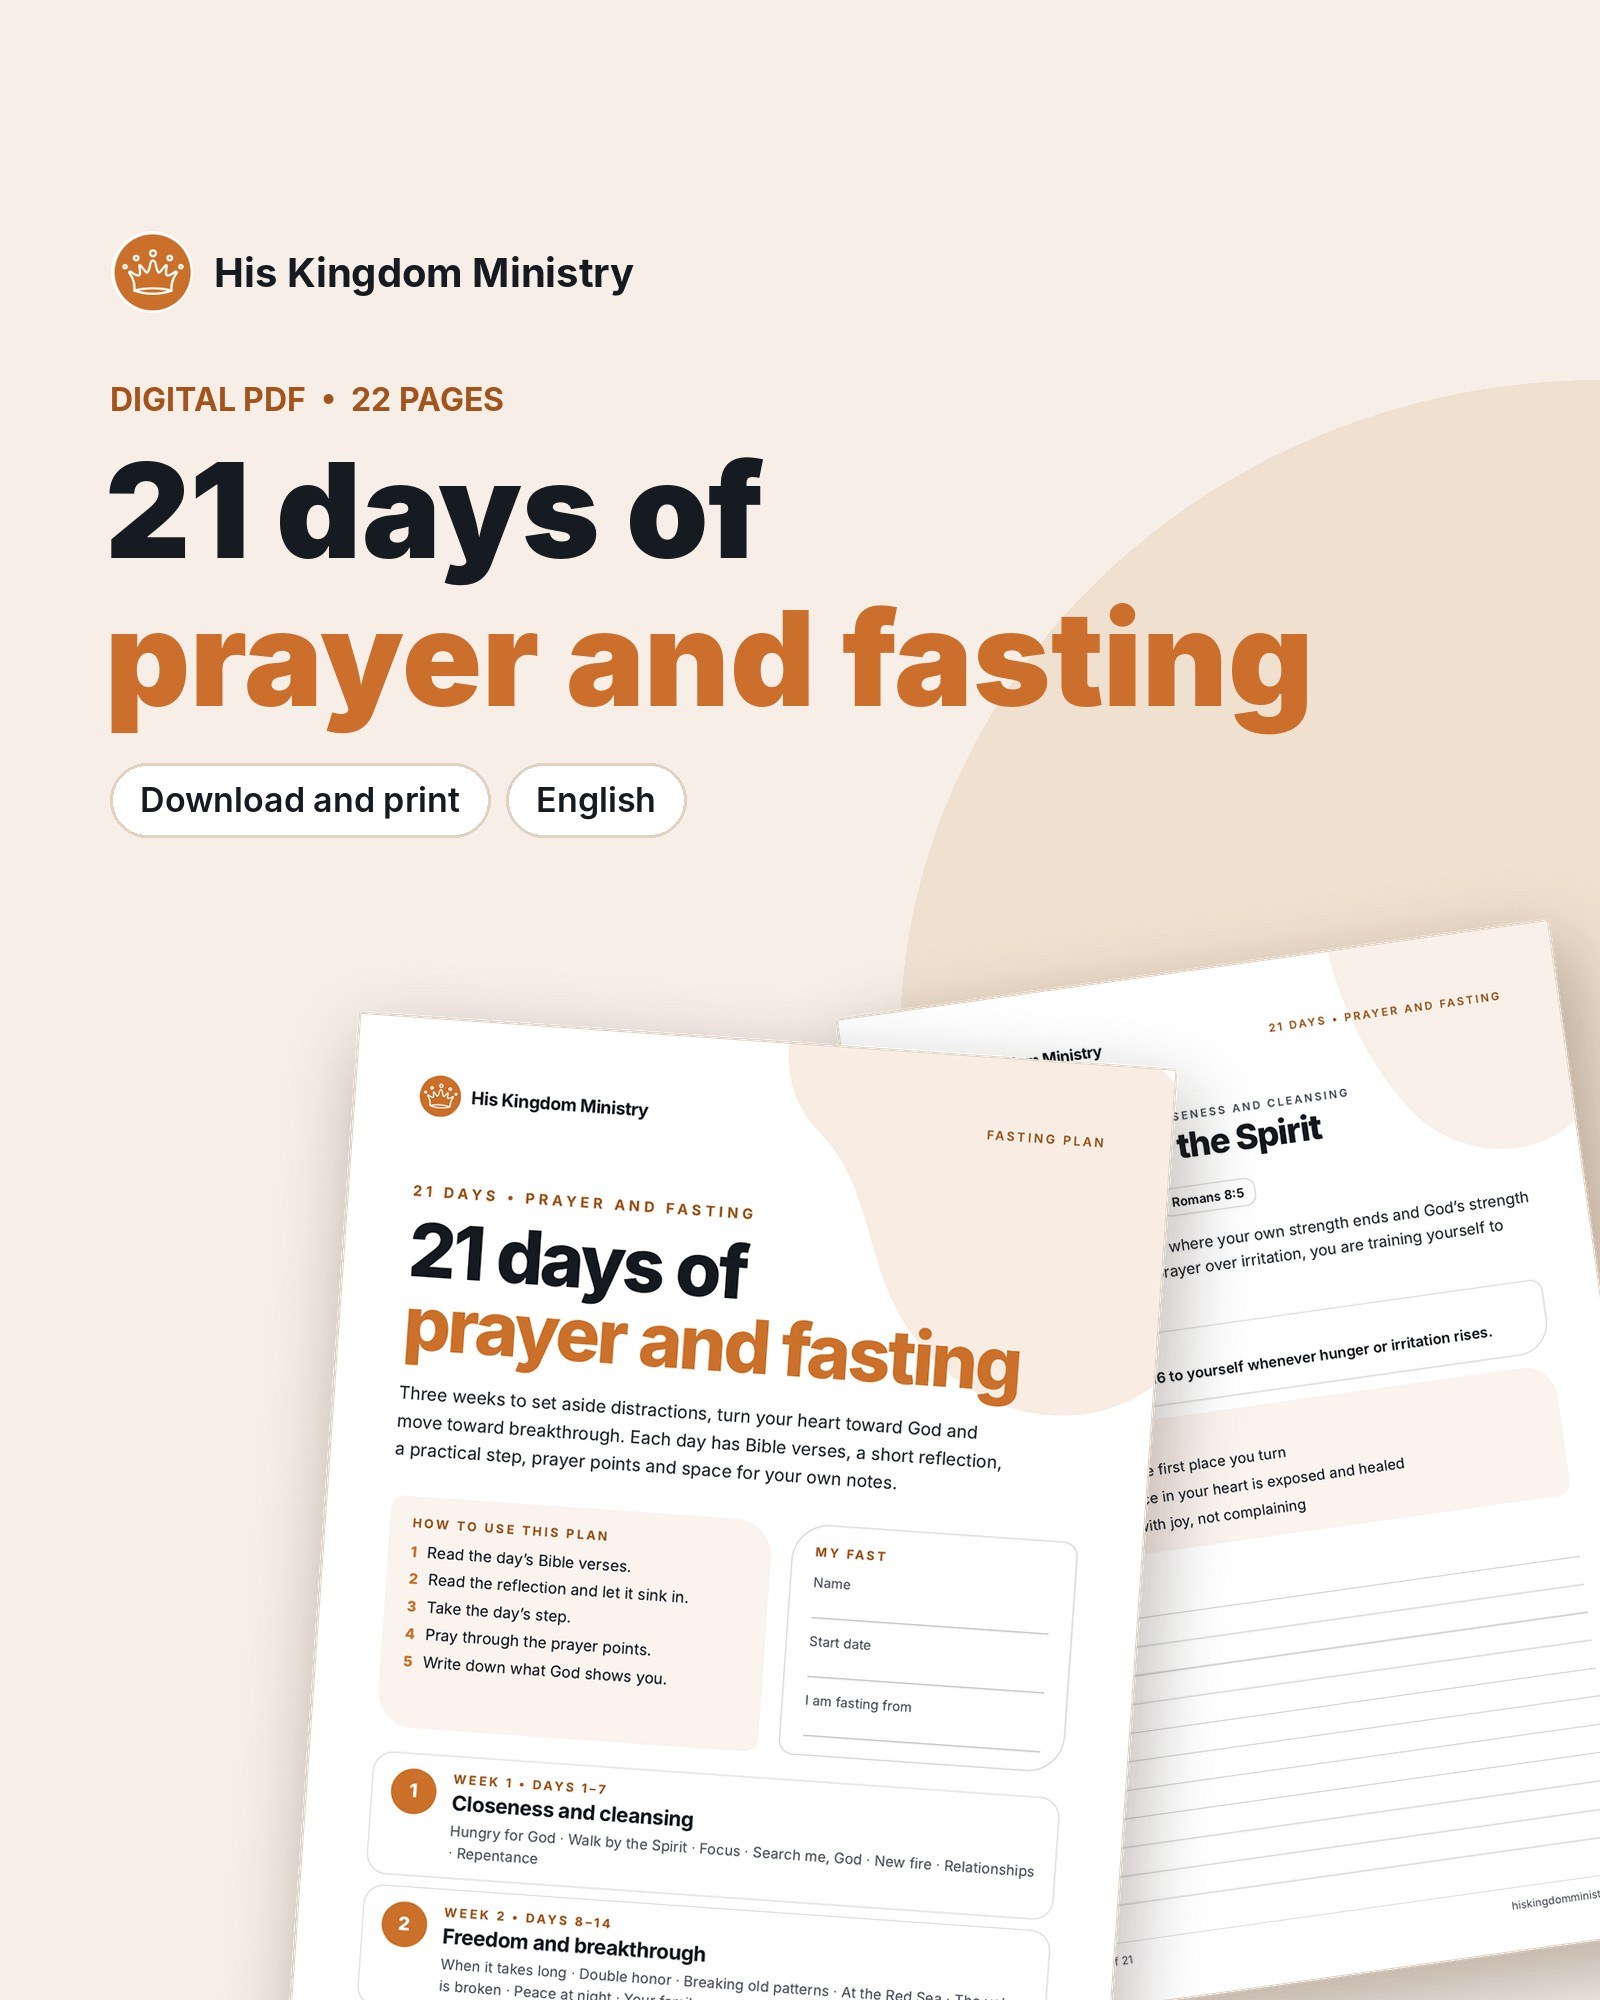 His Kingdom Ministry
DIGITAL PDF • 22 PAGES
21 days of
prayer and fasting
Download and print
English
His Kingdom Ministry
FASTING PLAN
21 DAYS • PRAYER AND FASTING
21 days of
prayer and fasting
Three weeks to set aside distractions, turn your heart toward God and
move toward breakthrough. Each day has Bible verses, a short reflection,
a practical step, prayer points and space for your own notes.
HOW TO USE THIS PLAN
1 Read the day’s Bible verses.
2 Read the reflection and let it sink in.
3 Take the day’s step.
4 Pray through the prayer points.
5 Write down what God shows you.
MY FAST
Name
Start date
I am fasting from
1
WEEK 1 • DAYS 1–7
Closeness and cleansing
Hungry for God · Walk by the Spirit · Focus · Search me, God · New fire · Relationships
· Repentance
2
WEEK 2 • DAYS 8–14
Freedom and breakthrough
When it takes long · Double honor · Breaking old patterns · At the Red Sea · The
is broken · Peace at night · Your
Ministry
21 DAYS • PRAYER AND FASTING
AND CLEANSING
the Spirit
Romans 8:5
where your own strength ends and God’s strength
over irritation, you are training yourself to
to yourself whenever hunger or irritation rises.
first place you turn
in your heart is exposed and healed
with joy, not complaining
21